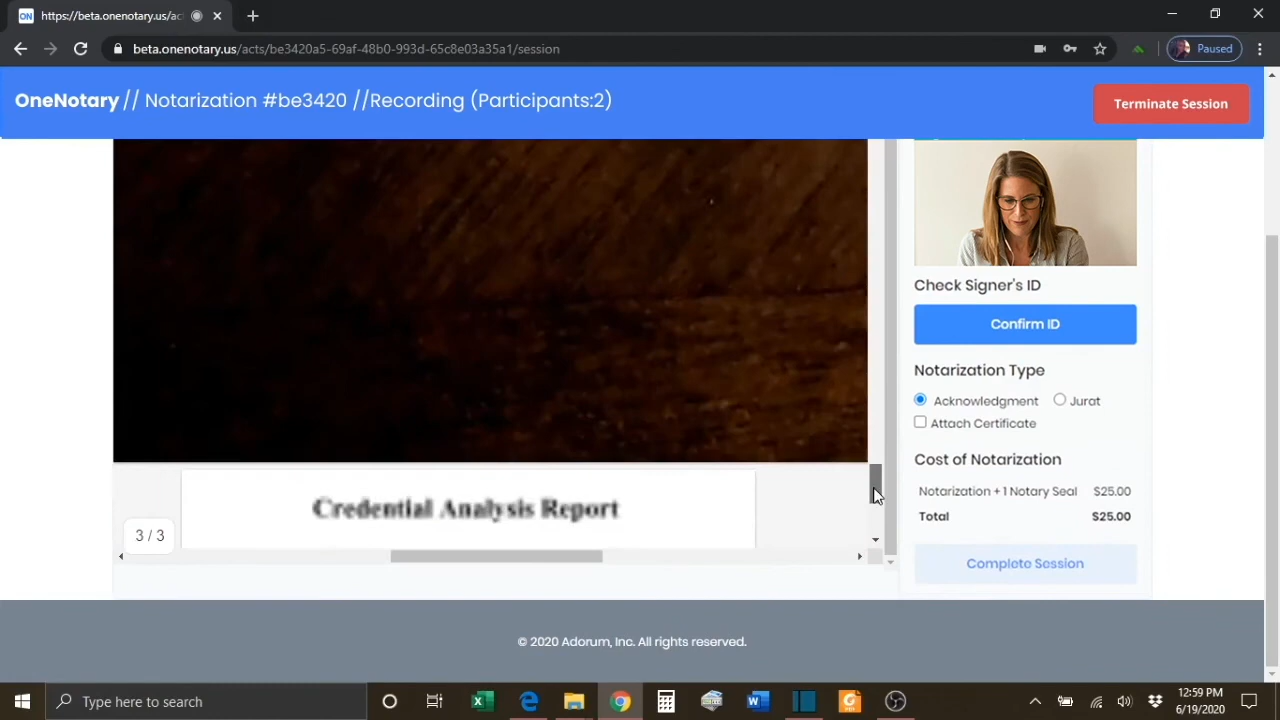 https://beta.onenotary.us/ac
beta.onenotary.us/acts/be3420a5-69af-48b0-993d-65c8e03a35a1/session
Paused
OneNotary // Notarization #be3420 //Recording (Participants:2)
Terminate Session
Check Signer's ID
Confirm ID
Notarization Type
Acknowledgment
Jurat
Attach Certificate
Cost of Notarization
Notarization + 1 Notary Seal $25.00
Total $25.00
Complete Session
Credential Analysis Report
3 / 3
© 2020 Adorum, Inc. All rights reserved.
Type here to search
12:59 PM
6/19/2020